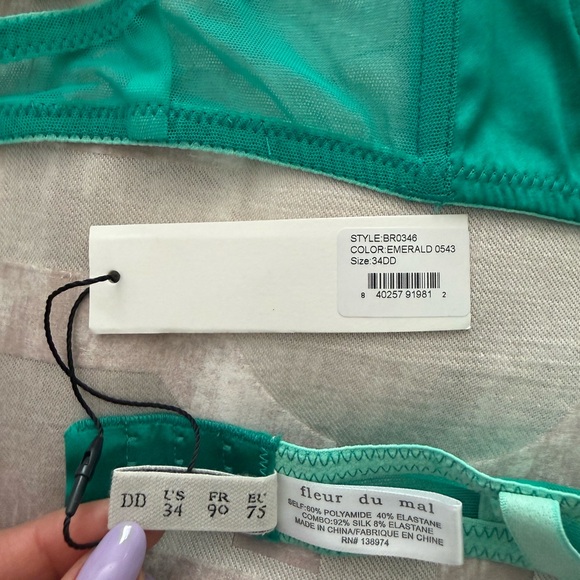 STYLE:BR0346
COLOR:EMERALD 0543
Size:34DD
8 40257 91981 2
DD US FR EU
34 90 75
fleur du mal
SELF:60% POLYAMIDE 40% ELASTANE
COMBO:92% SILK 8% ELASTANE
MADE IN CHINA/FABRIQUE EN CHINE
RN# 138974